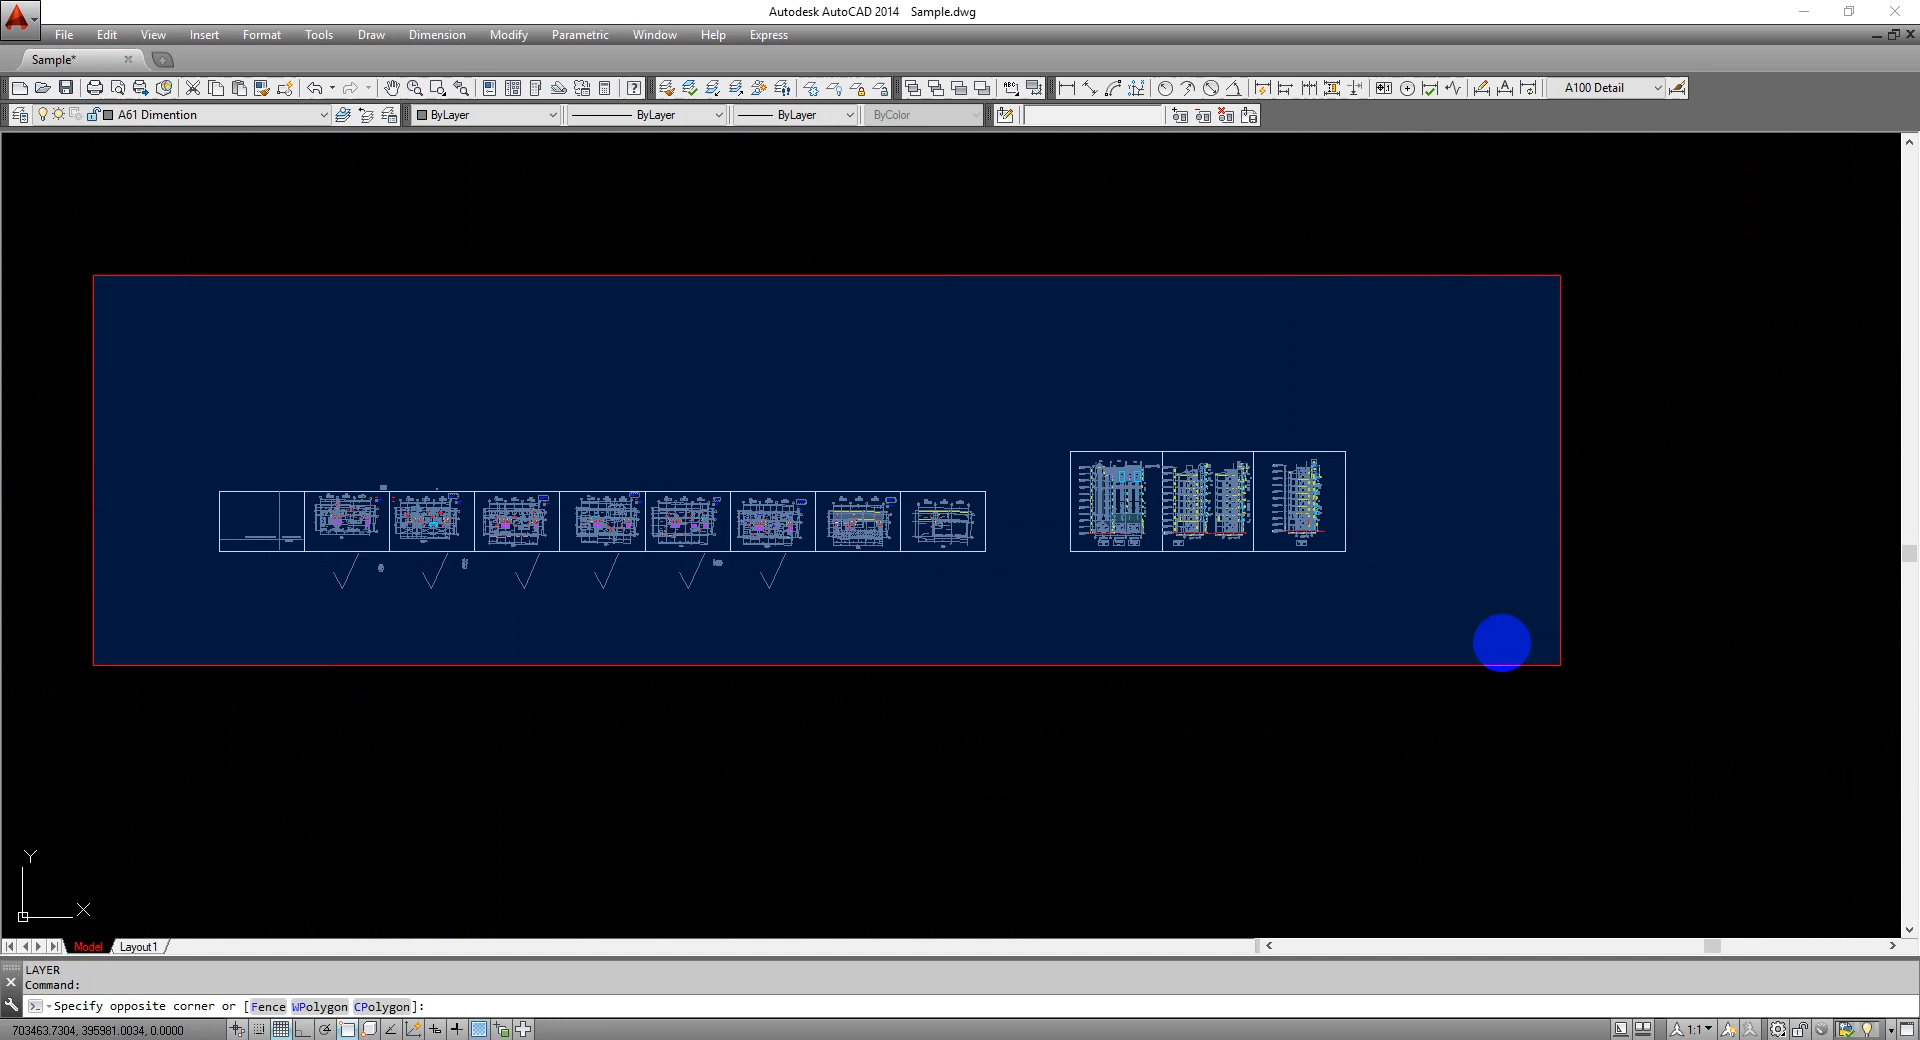 Autodesk AutoCAD 2014 Sample.dwg
File Edit View Insert Format Tools Draw Dimension Modify Parametric Window Help Express
Sample*
A100 Detail
A61 Dimention
ByLayer
ByLayer
ByLayer
ByColor
Y
X
Model Layout1
LAYER
Command:
Specify opposite corner or [Fence WPolygon CPolygon]:
703463.7304, 395981.0034, 0.0000
1:1